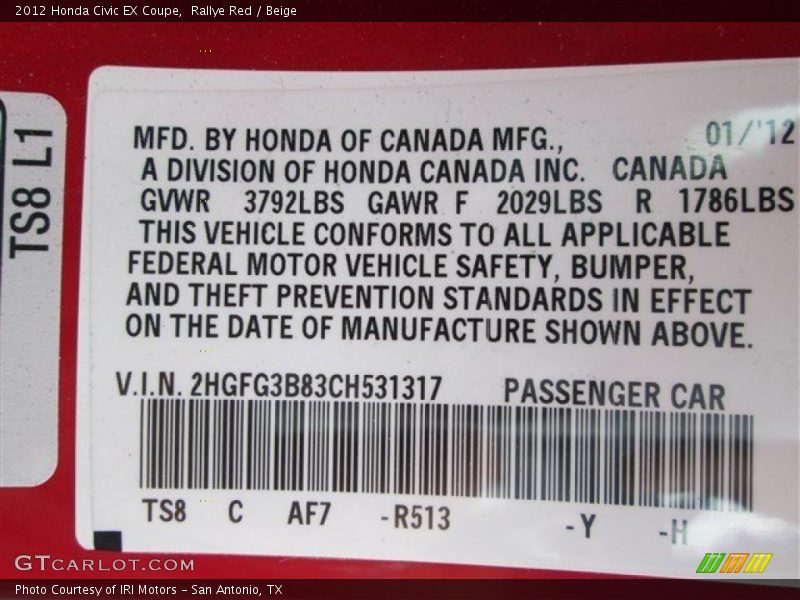 2012 Honda Civic EX Coupe, Rallye Red / Beige
TS8 L1
MFD. BY HONDA OF CANADA MFG., 01/'12
A DIVISION OF HONDA CANADA INC. CANADA
GVWR 3792LBS GAWR F 2029LBS R 1786LBS
THIS VEHICLE CONFORMS TO ALL APPLICABLE
FEDERAL MOTOR VEHICLE SAFETY, BUMPER,
AND THEFT PREVENTION STANDARDS IN EFFECT
ON THE DATE OF MANUFACTURE SHOWN ABOVE.
V.I.N. 2HGFG3B83CH531317 PASSENGER CAR
TS8 C AF7 -R513 -Y -H
GTCARLOT.COM
Photo Courtesy of IRI Motors – San Antonio, TX